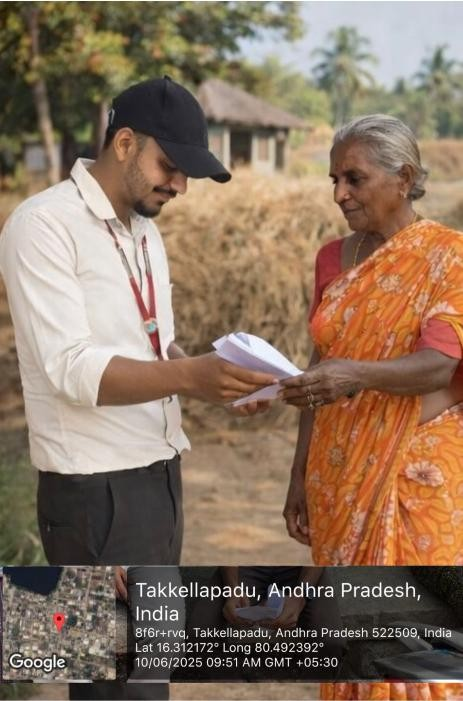 Takkellapadu, Andhra Pradesh,
India
8f6r+rvq, Takkellapadu, Andhra Pradesh 522509, India
Lat 16.312172° Long 80.492392°
10/06/2025 09:51 AM GMT +05:30
Google